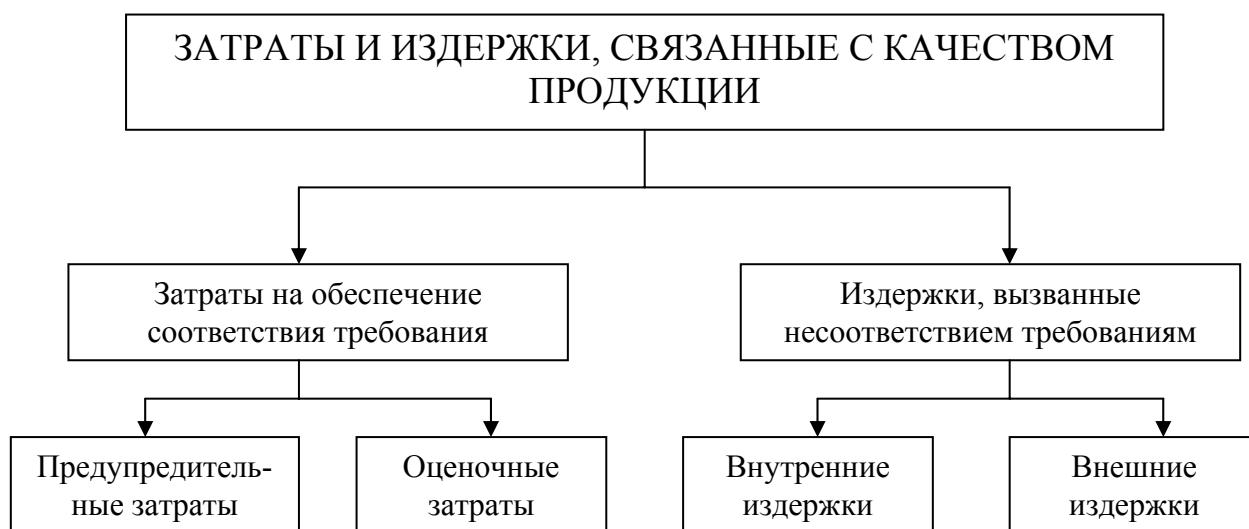 ЗАТРАТЫ И ИЗДЕРЖКИ, СВЯЗАННЫЕ С КАЧЕСТВОМ
ПРОДУКЦИИ
Затраты на обеспечение
соответствия требования
Издержки, вызванные
несоответствием требованиям
Предупредитель-
ные затраты
Оценочные
затраты
Внутренние
издержки
Внешние
издержки